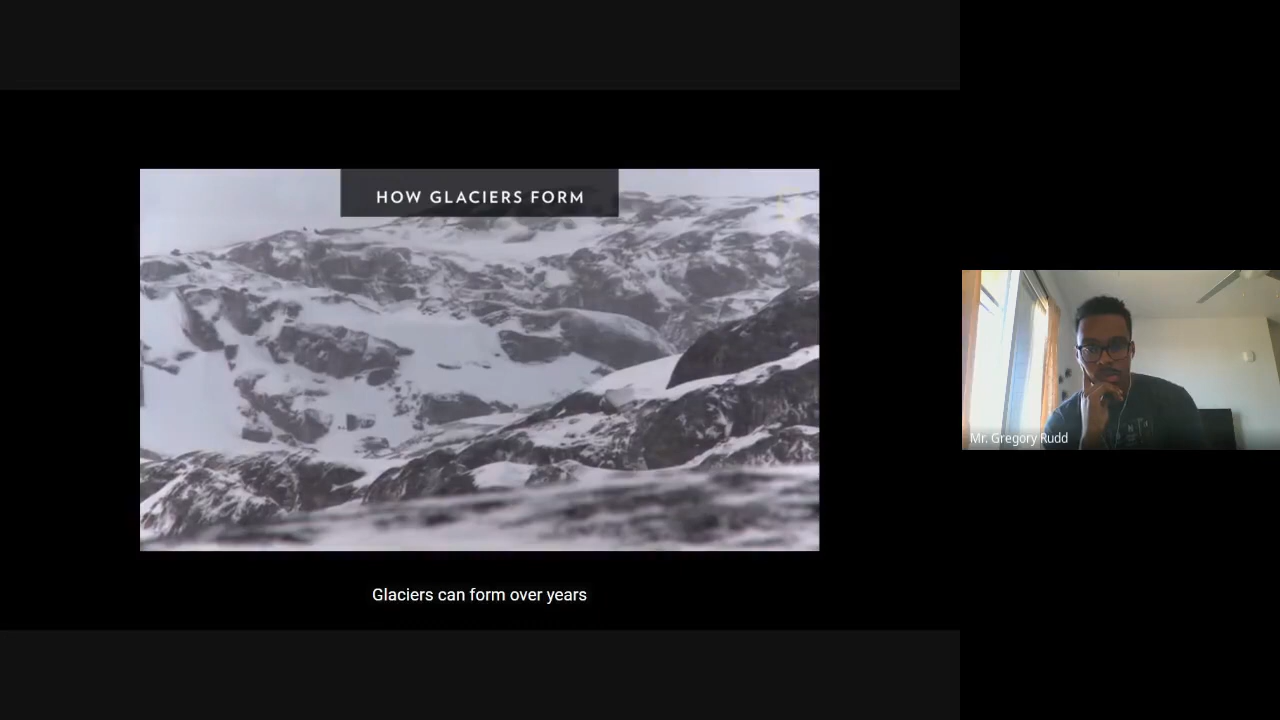 HOW GLACIERS FORM
Mr. Gregory Rudd
Glaciers can form over years